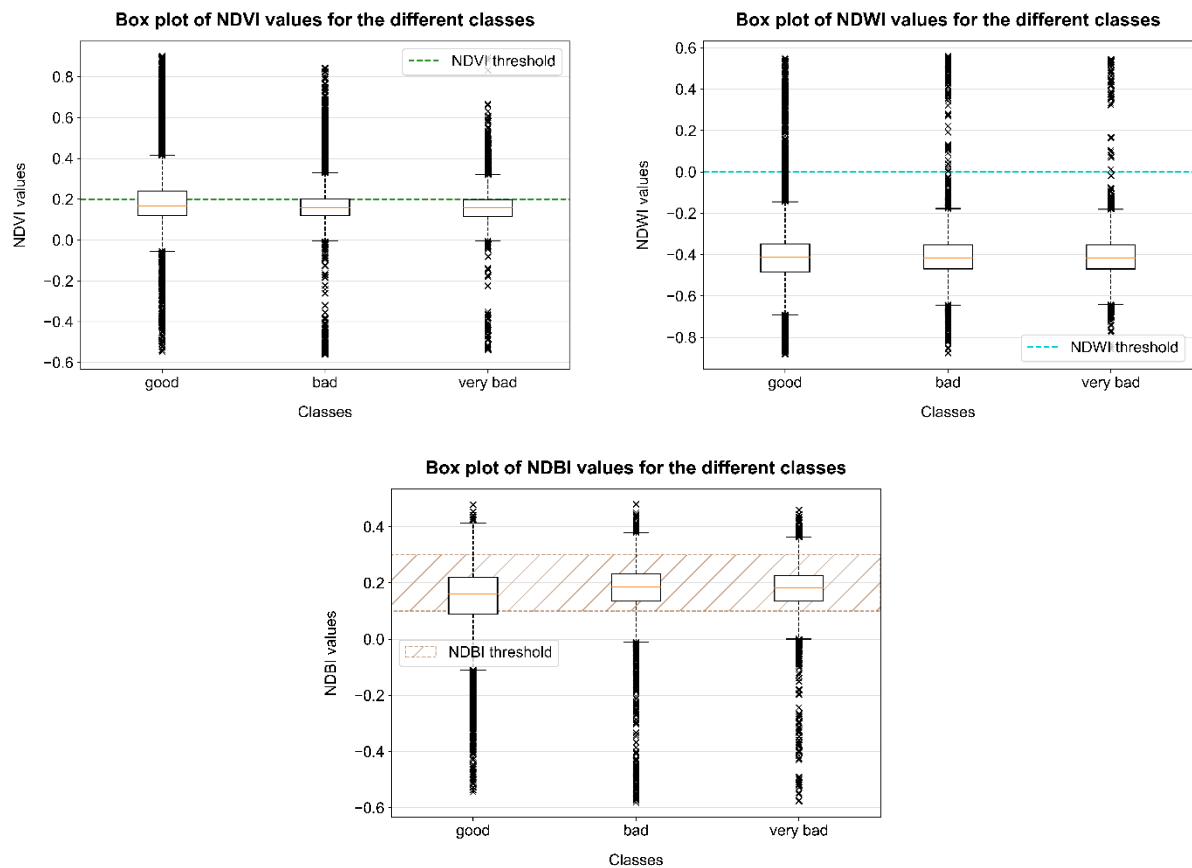 Box plot of NDVI values for the different classes
NDVI threshold
0.8
0.6
0.4
0.2
0.0
−0.2
−0.4
−0.6
NDVI values
good
bad
very bad
Classes
Box plot of NDWI values for the different classes
0.6
0.4
0.2
0.0
−0.2
−0.4
−0.6
−0.8
NDWI values
NDWI threshold
good
bad
very bad
Classes
Box plot of NDBI values for the different classes
0.4
0.2
0.0
−0.2
−0.4
−0.6
NDBI values
NDBI threshold
good
bad
very bad
Classes